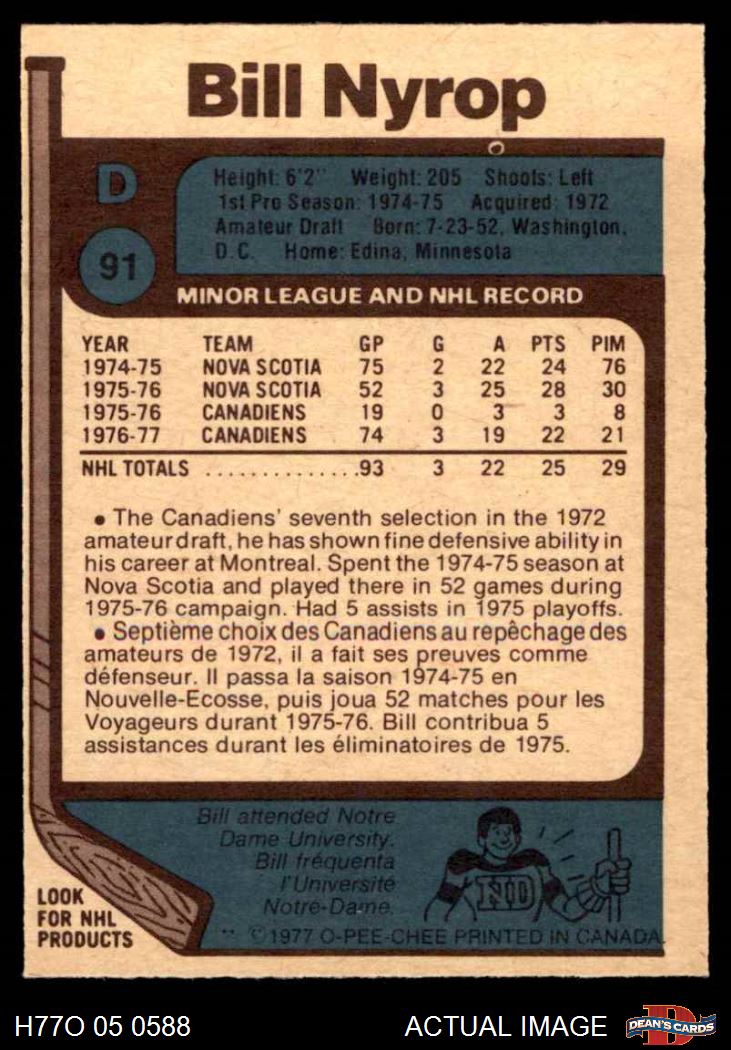 Bill Nyrop
D
91
Height: 6'2" Weight: 205 Shoots: Left
1st Pro Season: 1974-75 Acquired: 1972
Amateur Draft Born: 7-23-52, Washington,
D.C. Home: Edina, Minnesota
MINOR LEAGUE AND NHL RECORD
YEAR TEAM GP G A PTS PIM
1974-75 NOVA SCOTIA 75 2 22 24 76
1975-76 NOVA SCOTIA 52 3 25 28 30
1975-76 CANADIENS 19 0 3 3 8
1976-77 CANADIENS 74 3 19 22 21
NHL TOTALS ...............93 3 22 25 29
• The Canadiens' seventh selection in the 1972
amateur draft, he has shown fine defensive ability in
his career at Montreal. Spent the 1974-75 season at
Nova Scotia and played there in 52 games during
1975-76 campaign. Had 5 assists in 1975 playoffs.
• Septième choix des Canadiens au repêchage des
amateurs de 1972, il a fait ses preuves comme
défenseur. Il passa la saison 1974-75 en
Nouvelle-Ecosse, puis joua 52 matches pour les
Voyageurs durant 1975-76. Bill contribua 5
assistances durant les éliminatoires de 1975.
Bill attended Notre
Dame University.
Bill fréquenta
l'Université
Notre-Dame.
ND
LOOK
FOR NHL
PRODUCTS
** © 1977 O-PEE-CHEE PRINTED IN CANADA
H77O 05 0588 ACTUAL IMAGE
D
DEAN'S CARDS